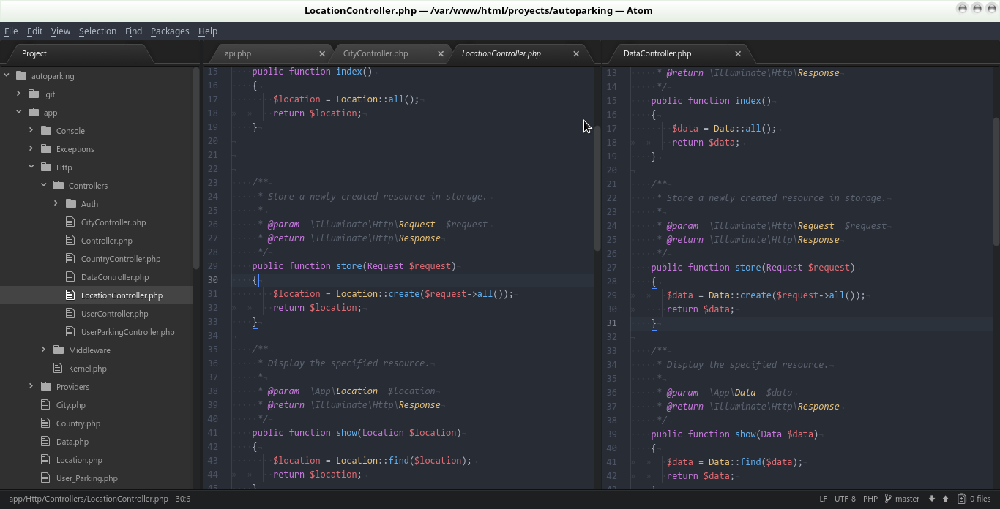 LocationController.php — /var/www/html/proyects/autoparking — Atom
File Edit View Selection Find Packages Help
Project
autoparking
.git
app
Console
Exceptions
Http
Controllers
Auth
CityController.php
Controller.php
CountryController.php
DataController.php
LocationController.php
UserController.php
UserParkingController.php
Middleware
Kernel.php
Providers
City.php
Country.php
Data.php
Location.php
User_Parking.php
api.php CityController.php LocationController.php
15 public function index()
16 {
17 $location = Location::all();
18 return $location;
19 }
20
21
22
23 /**
24 * Store a newly created resource in storage.
25 *
26 * @param \Illuminate\Http\Request $request
27 * @return \Illuminate\Http\Response
28 */
29 public function store(Request $request)
30 {
31 $location = Location::create($request->all());
32 return $location;
33 }
34
35 /**
36 * Display the specified resource.
37 *
38 * @param \App\Location $location
39 * @return \Illuminate\Http\Response
40 */
41 public function show(Location $location)
42 {
43 $location = Location::find($location);
44 return $location;
45 }
DataController.php
13 * @return \Illuminate\Http\Response
14 */
15 public function index()
16 {
17 $data = Data::all();
18 return $data;
19 }
20
21 /**
22 * Store a newly created resource in storage.
23 *
24 * @param \Illuminate\Http\Request $request
25 * @return \Illuminate\Http\Response
26 */
27 public function store(Request $request)
28 {
29 $data = Data::create($request->all());
30 return $data;
31 }
32
33 /**
34 * Display the specified resource.
35 *
36 * @param \App\Data $data
37 * @return \Illuminate\Http\Response
38 */
39 public function show(Data $data)
40 {
41 $data = Data::find($data);
42 return $data;
43 }
app/Http/Controllers/LocationController.php 30:6 LF UTF-8 PHP master 0 files